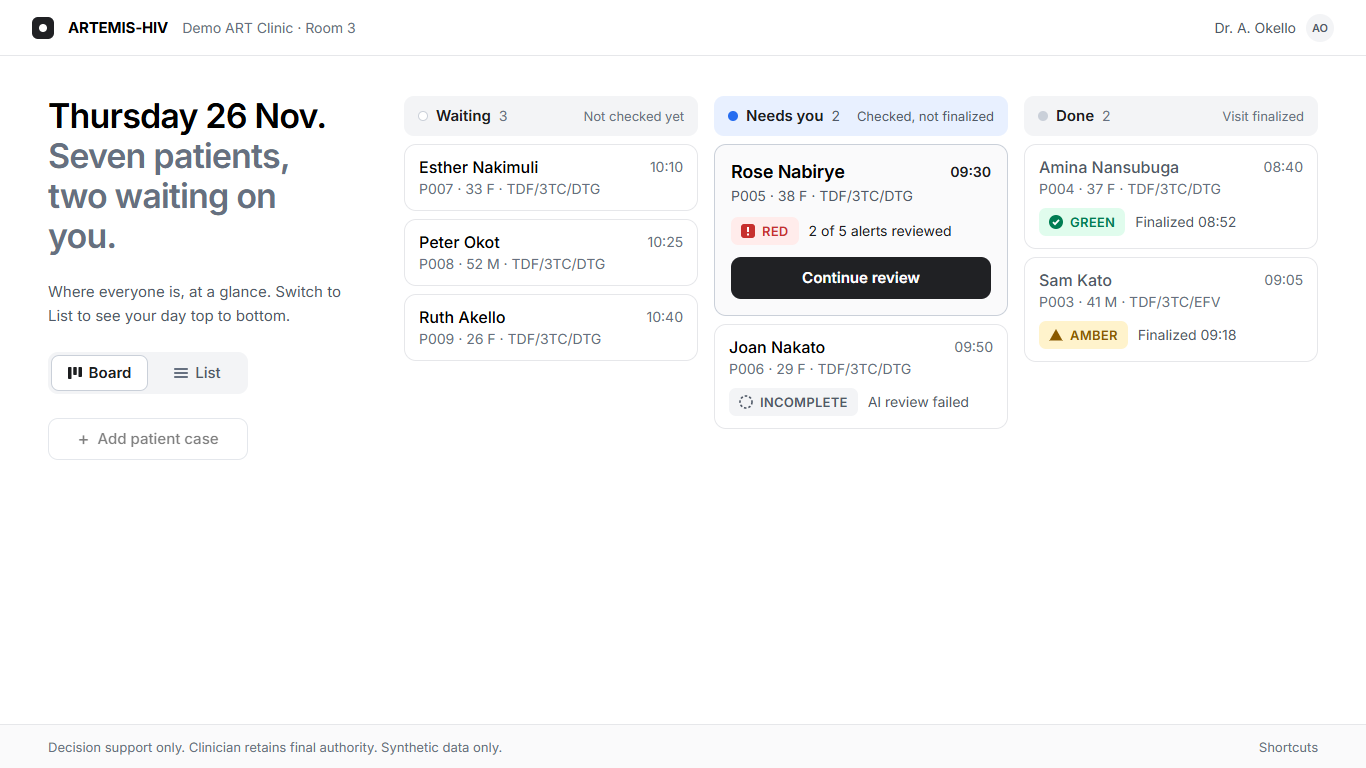 ARTEMIS-HIV Demo ART Clinic · Room 3
Dr. A. Okello AO
Thursday 26 Nov.
Seven patients,
two waiting on
you.
Where everyone is, at a glance. Switch to
List to see your day top to bottom.
Board List
+ Add patient case
Waiting 3 Not checked yet
Esther Nakimuli 10:10
P007 · 33 F · TDF/3TC/DTG
Peter Okot 10:25
P008 · 52 M · TDF/3TC/DTG
Ruth Akello 10:40
P009 · 26 F · TDF/3TC/DTG
Needs you 2 Checked, not finalized
Rose Nabirye 09:30
P005 · 38 F · TDF/3TC/DTG
RED 2 of 5 alerts reviewed
Continue review
Joan Nakato 09:50
P006 · 29 F · TDF/3TC/DTG
INCOMPLETE AI review failed
Done 2 Visit finalized
Amina Nansubuga 08:40
P004 · 37 F · TDF/3TC/DTG
GREEN Finalized 08:52
Sam Kato 09:05
P003 · 41 M · TDF/3TC/EFV
AMBER Finalized 09:18
Decision support only. Clinician retains final authority. Synthetic data only.
Shortcuts